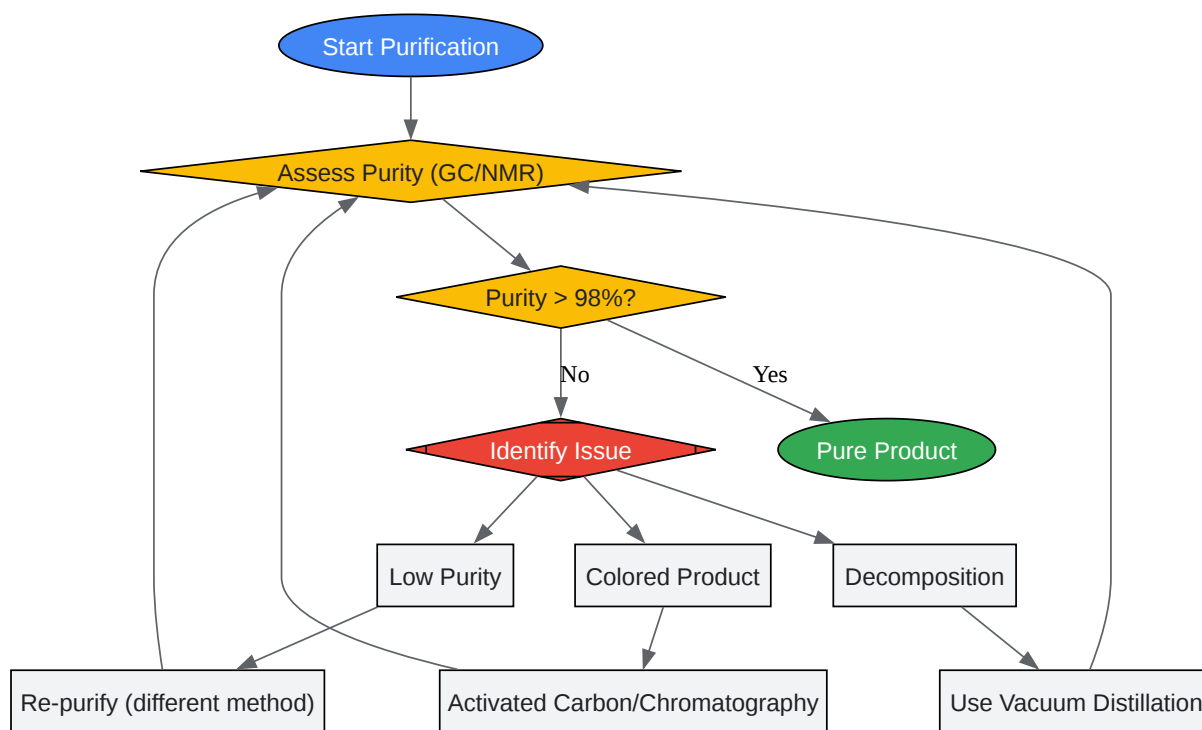 Start Purification
Assess Purity (GC/NMR)
Purity > 98%?
No
Yes
Identify Issue
Pure Product
Low Purity
Colored Product
Decomposition
Re-purify (different method)
Activated Carbon/Chromatography
Use Vacuum Distillation